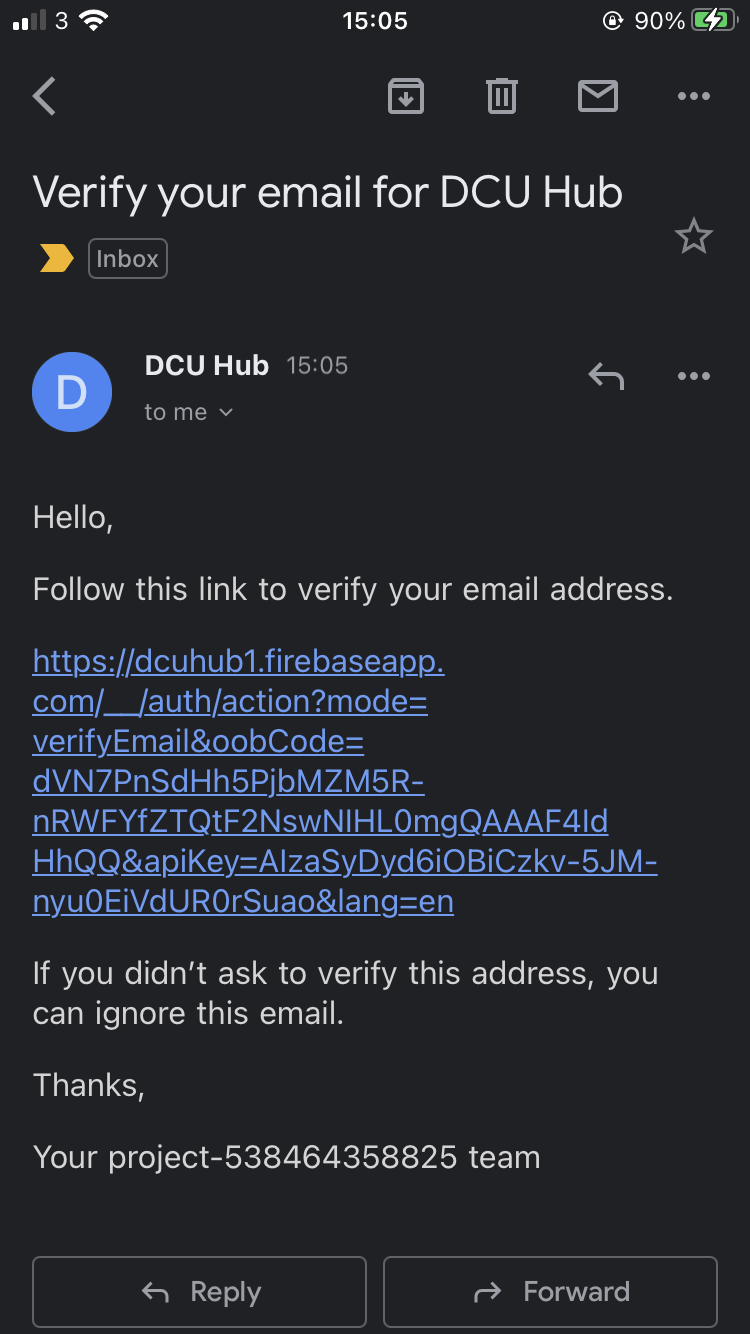 3 15:05 90%
Verify your email for DCU Hub
Inbox
D
DCU Hub 15:05
to me
Hello,
Follow this link to verify your email address.
https://dcuhub1.firebaseapp.
com/__/auth/action?mode=
verifyEmail&oobCode=
dVN7PnSdHh5PjbMZM5R-
nRWFYfZTQtF2NswNIHL0mgQAAAF4Id
HhQQ&apiKey=AIzaSyDyd6iOBiCzkv-5JM-
nyu0EiVdUR0rSuao&lang=en
If you didn’t ask to verify this address, you
can ignore this email.
Thanks,
Your project-538464358825 team
Reply Forward